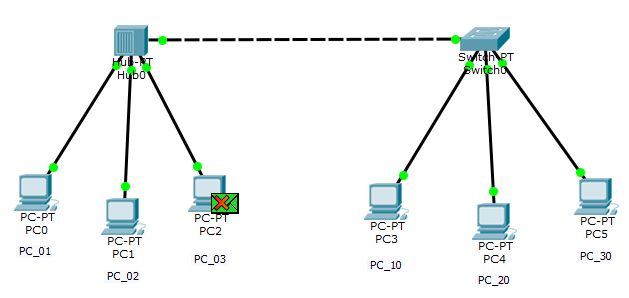 Hub-PT
Hub0
Switch-PT
Switch0
PC-PT
PC0
PC_01
PC-PT
PC1
PC_02
PC-PT
PC2
PC_03
PC-PT
PC3
PC_10
PC-PT
PC4
PC_20
PC-PT
PC5
PC_30